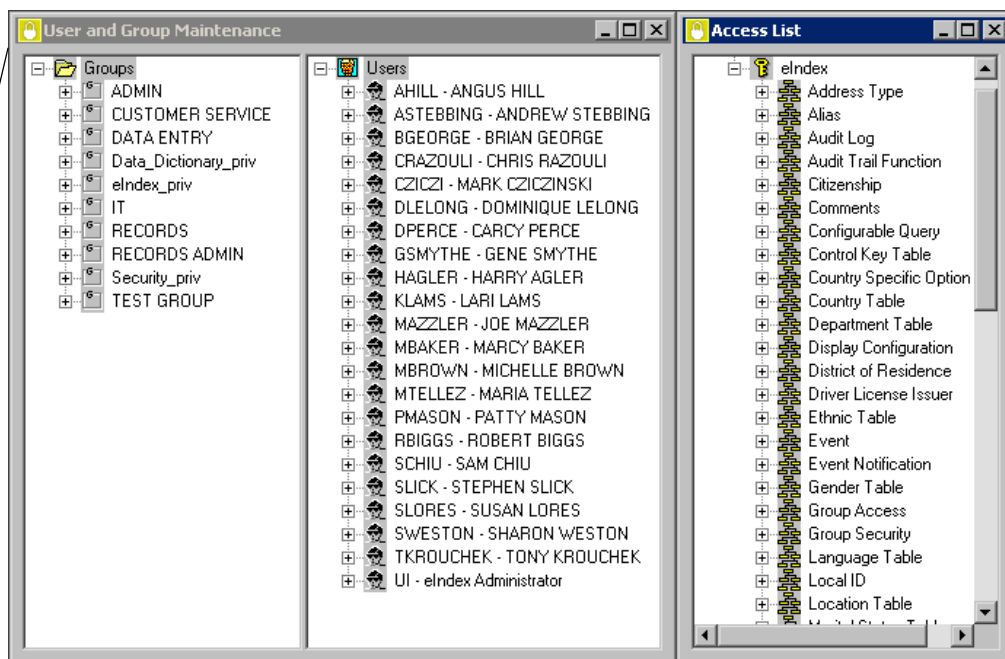 User and Group Maintenance
Groups
ADMIN
CUSTOMER SERVICE
DATA ENTRY
Data_Dictionary_priv
eIndex_priv
IT
RECORDS
RECORDS ADMIN
Security_priv
TEST GROUP
Users
AHILL - ANGUS HILL
ASTEBBING - ANDREW STEBBING
BGEORGE - BRIAN GEORGE
CRAZOULI - CHRIS RAZOULI
CZICZI - MARK CZICZINSKI
DLELONG - DOMINIQUE LELONG
DPERCE - CARCY PERCE
GSMYTHE - GENE SMYTHE
HAGLER - HARRY AGLER
KLAMS - LARI LAMS
MAZZLER - JOE MAZZLER
MBAKER - MARCY BAKER
MBROWN - MICHELLE BROWN
MTELLEZ - MARIA TELLEZ
PMASON - PATTY MASON
RBIGGS - ROBERT BIGGS
SCHIU - SAM CHIU
SLICK - STEPHEN SLICK
SLORES - SUSAN LORES
SWESTON - SHARON WESTON
TKROUCHEK - TONY KROUCHEK
UI - eIndex Administrator
Access List
eIndex
Address Type
Alias
Audit Log
Audit Trail Function
Citizenship
Comments
Configurable Query
Control Key Table
Country Specific Option
Country Table
Department Table
Display Configuration
District of Residence
Driver License Issuer
Ethnic Table
Event
Event Notification
Gender Table
Group Access
Group Security
Language Table
Local ID
Location Table